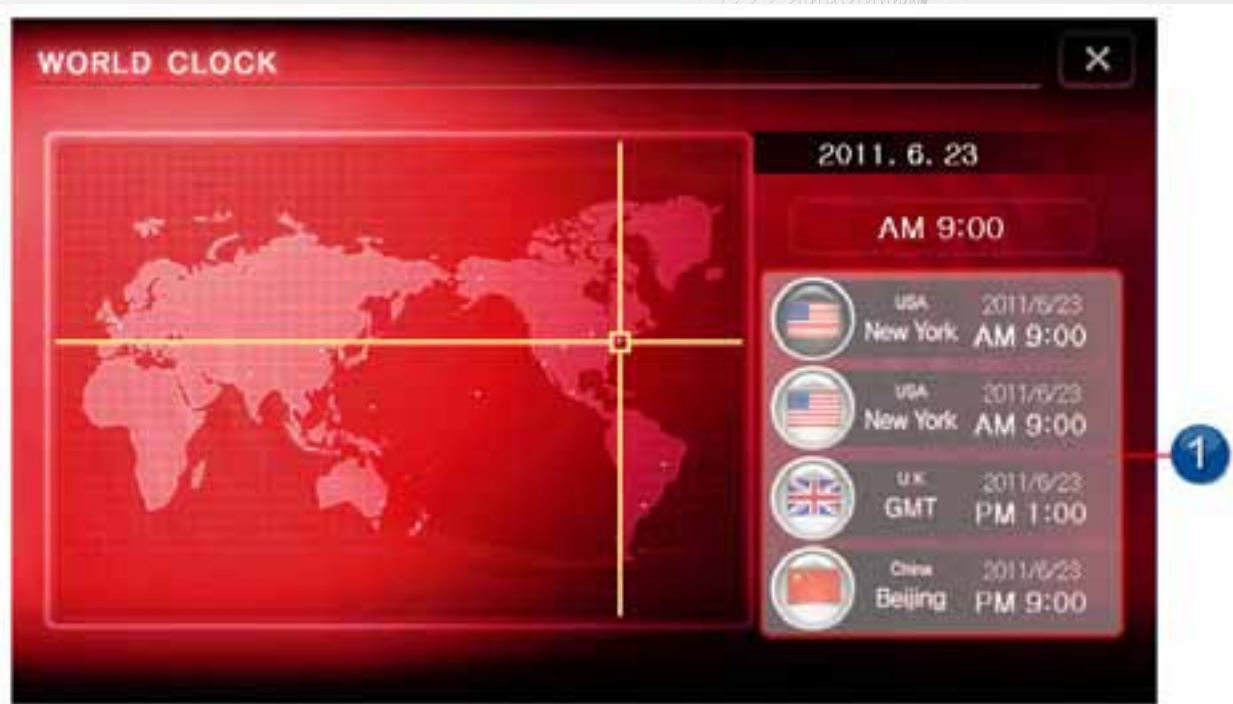 WORLD CLOCK
×
2011. 6. 23
AM 9:00
USA 2011/6/23
New York AM 9:00
USA 2011/6/23
New York AM 9:00
U K 2011/6/23
GMT PM 1:00
China 2011/6/23
Beijing PM 9:00
1